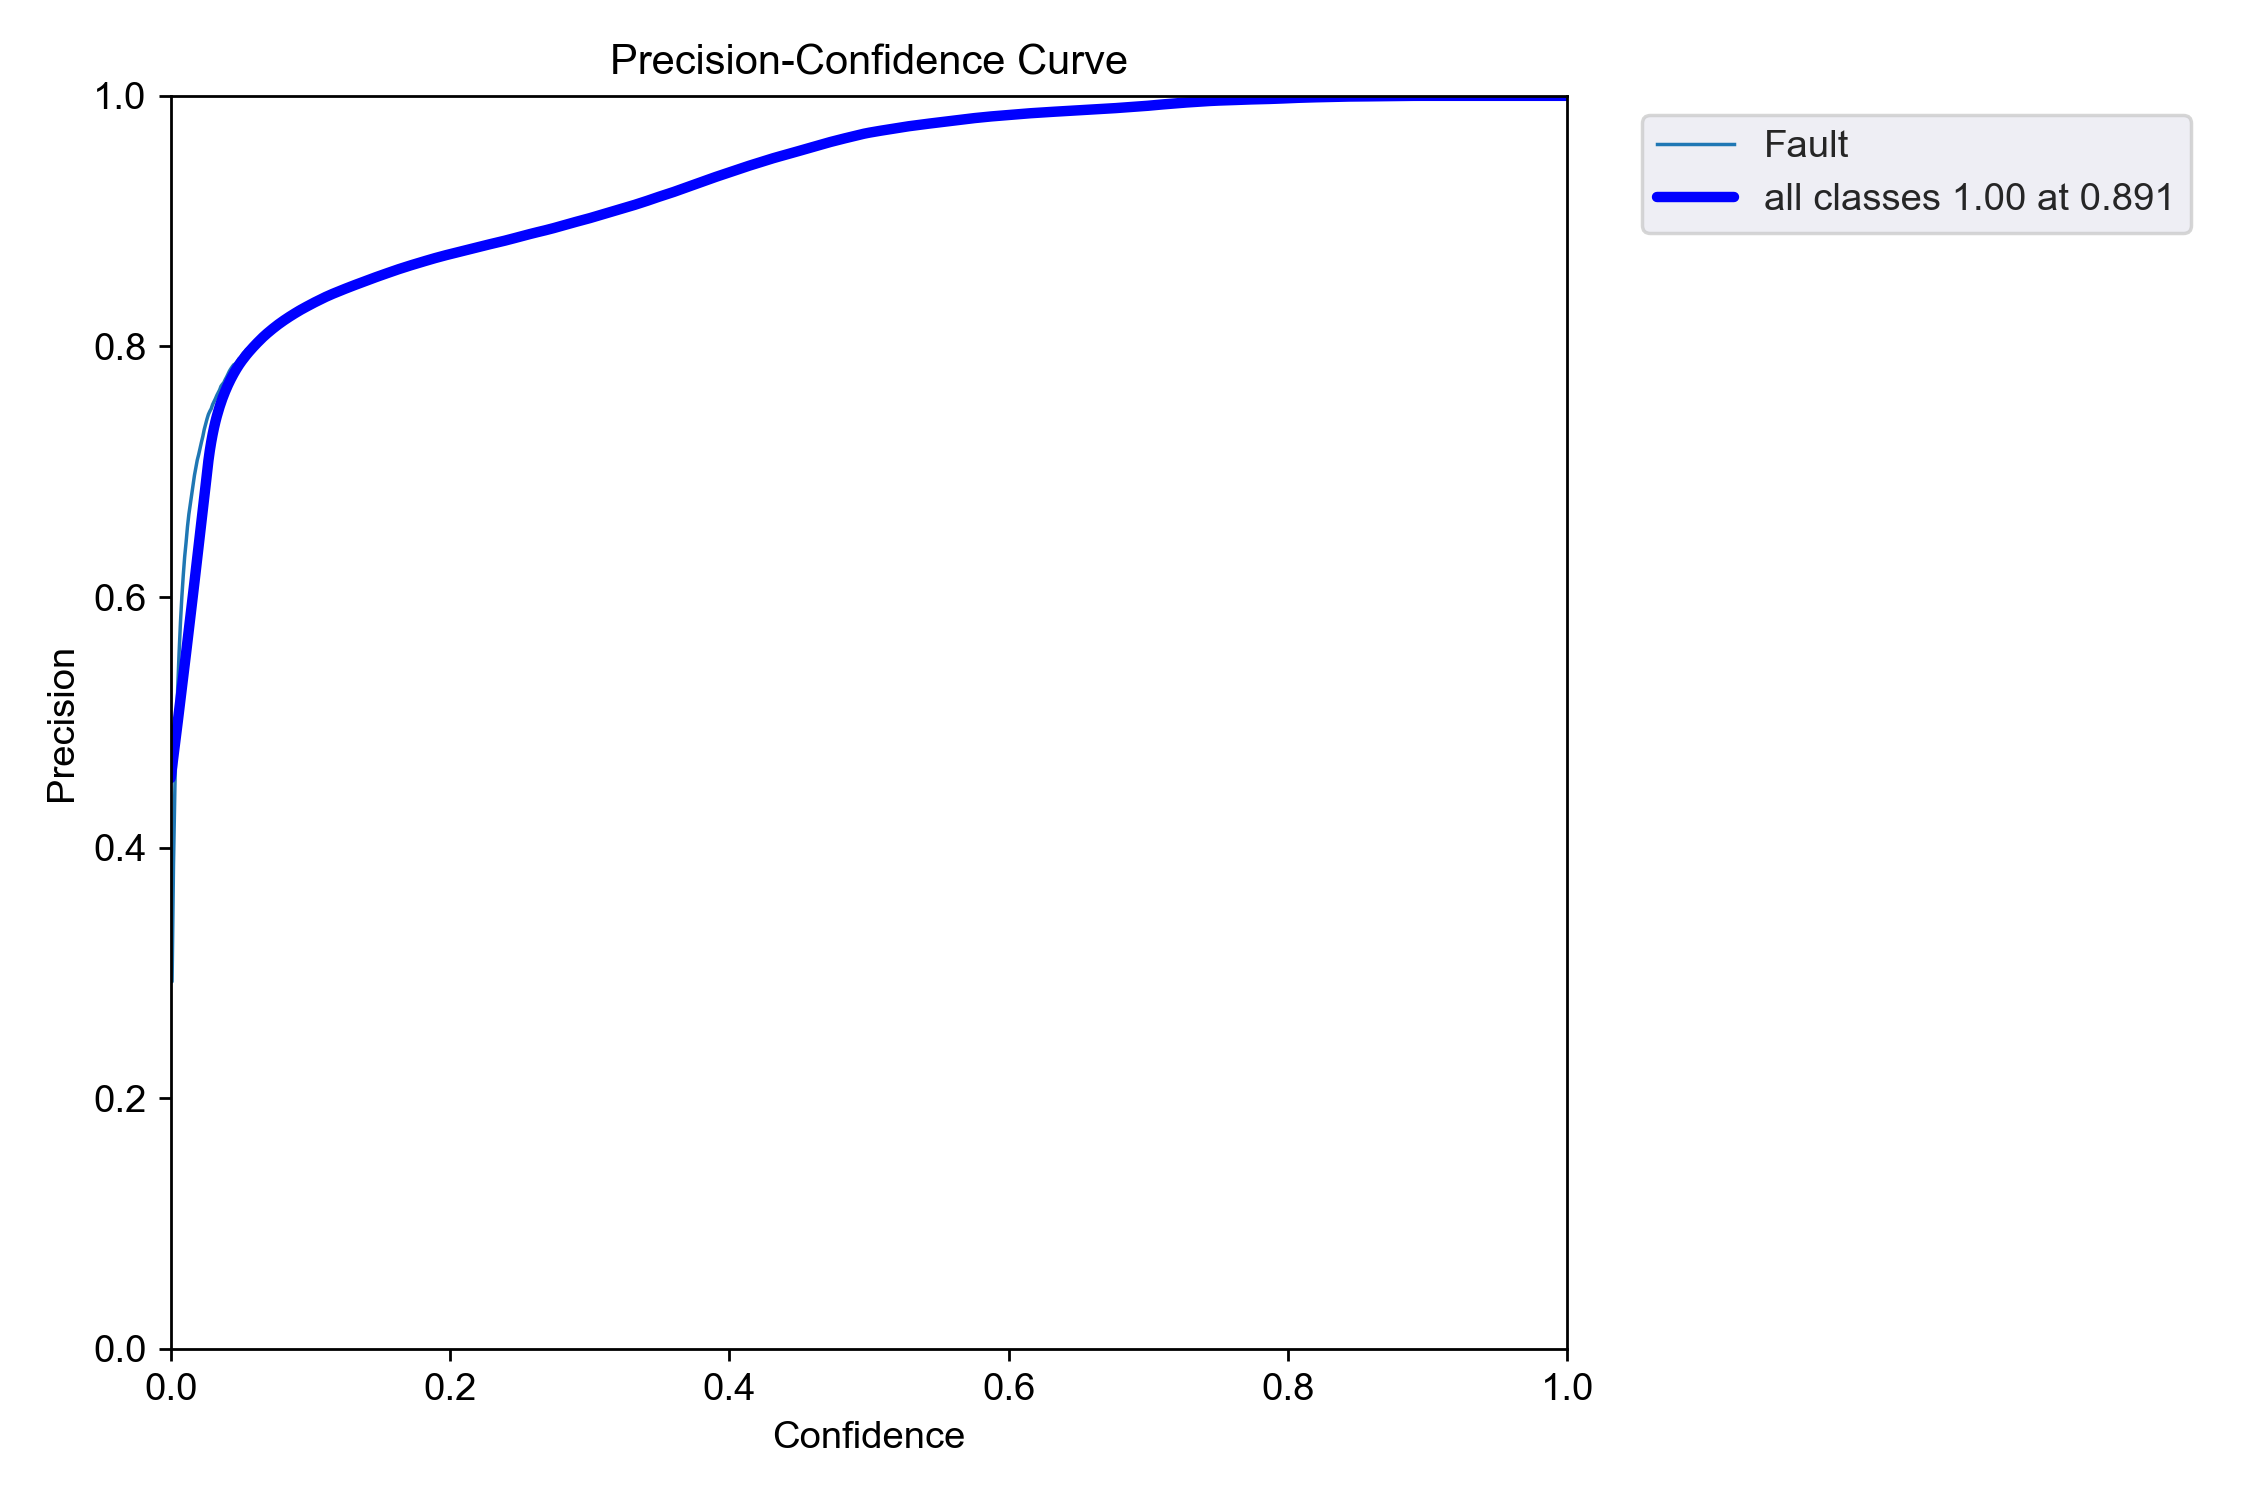 Precision-Confidence Curve
1.0
0.8
0.6
0.4
0.2
0.0
Precision
0.0 0.2 0.4 0.6 0.8 1.0
Confidence
Fault
all classes 1.00 at 0.891